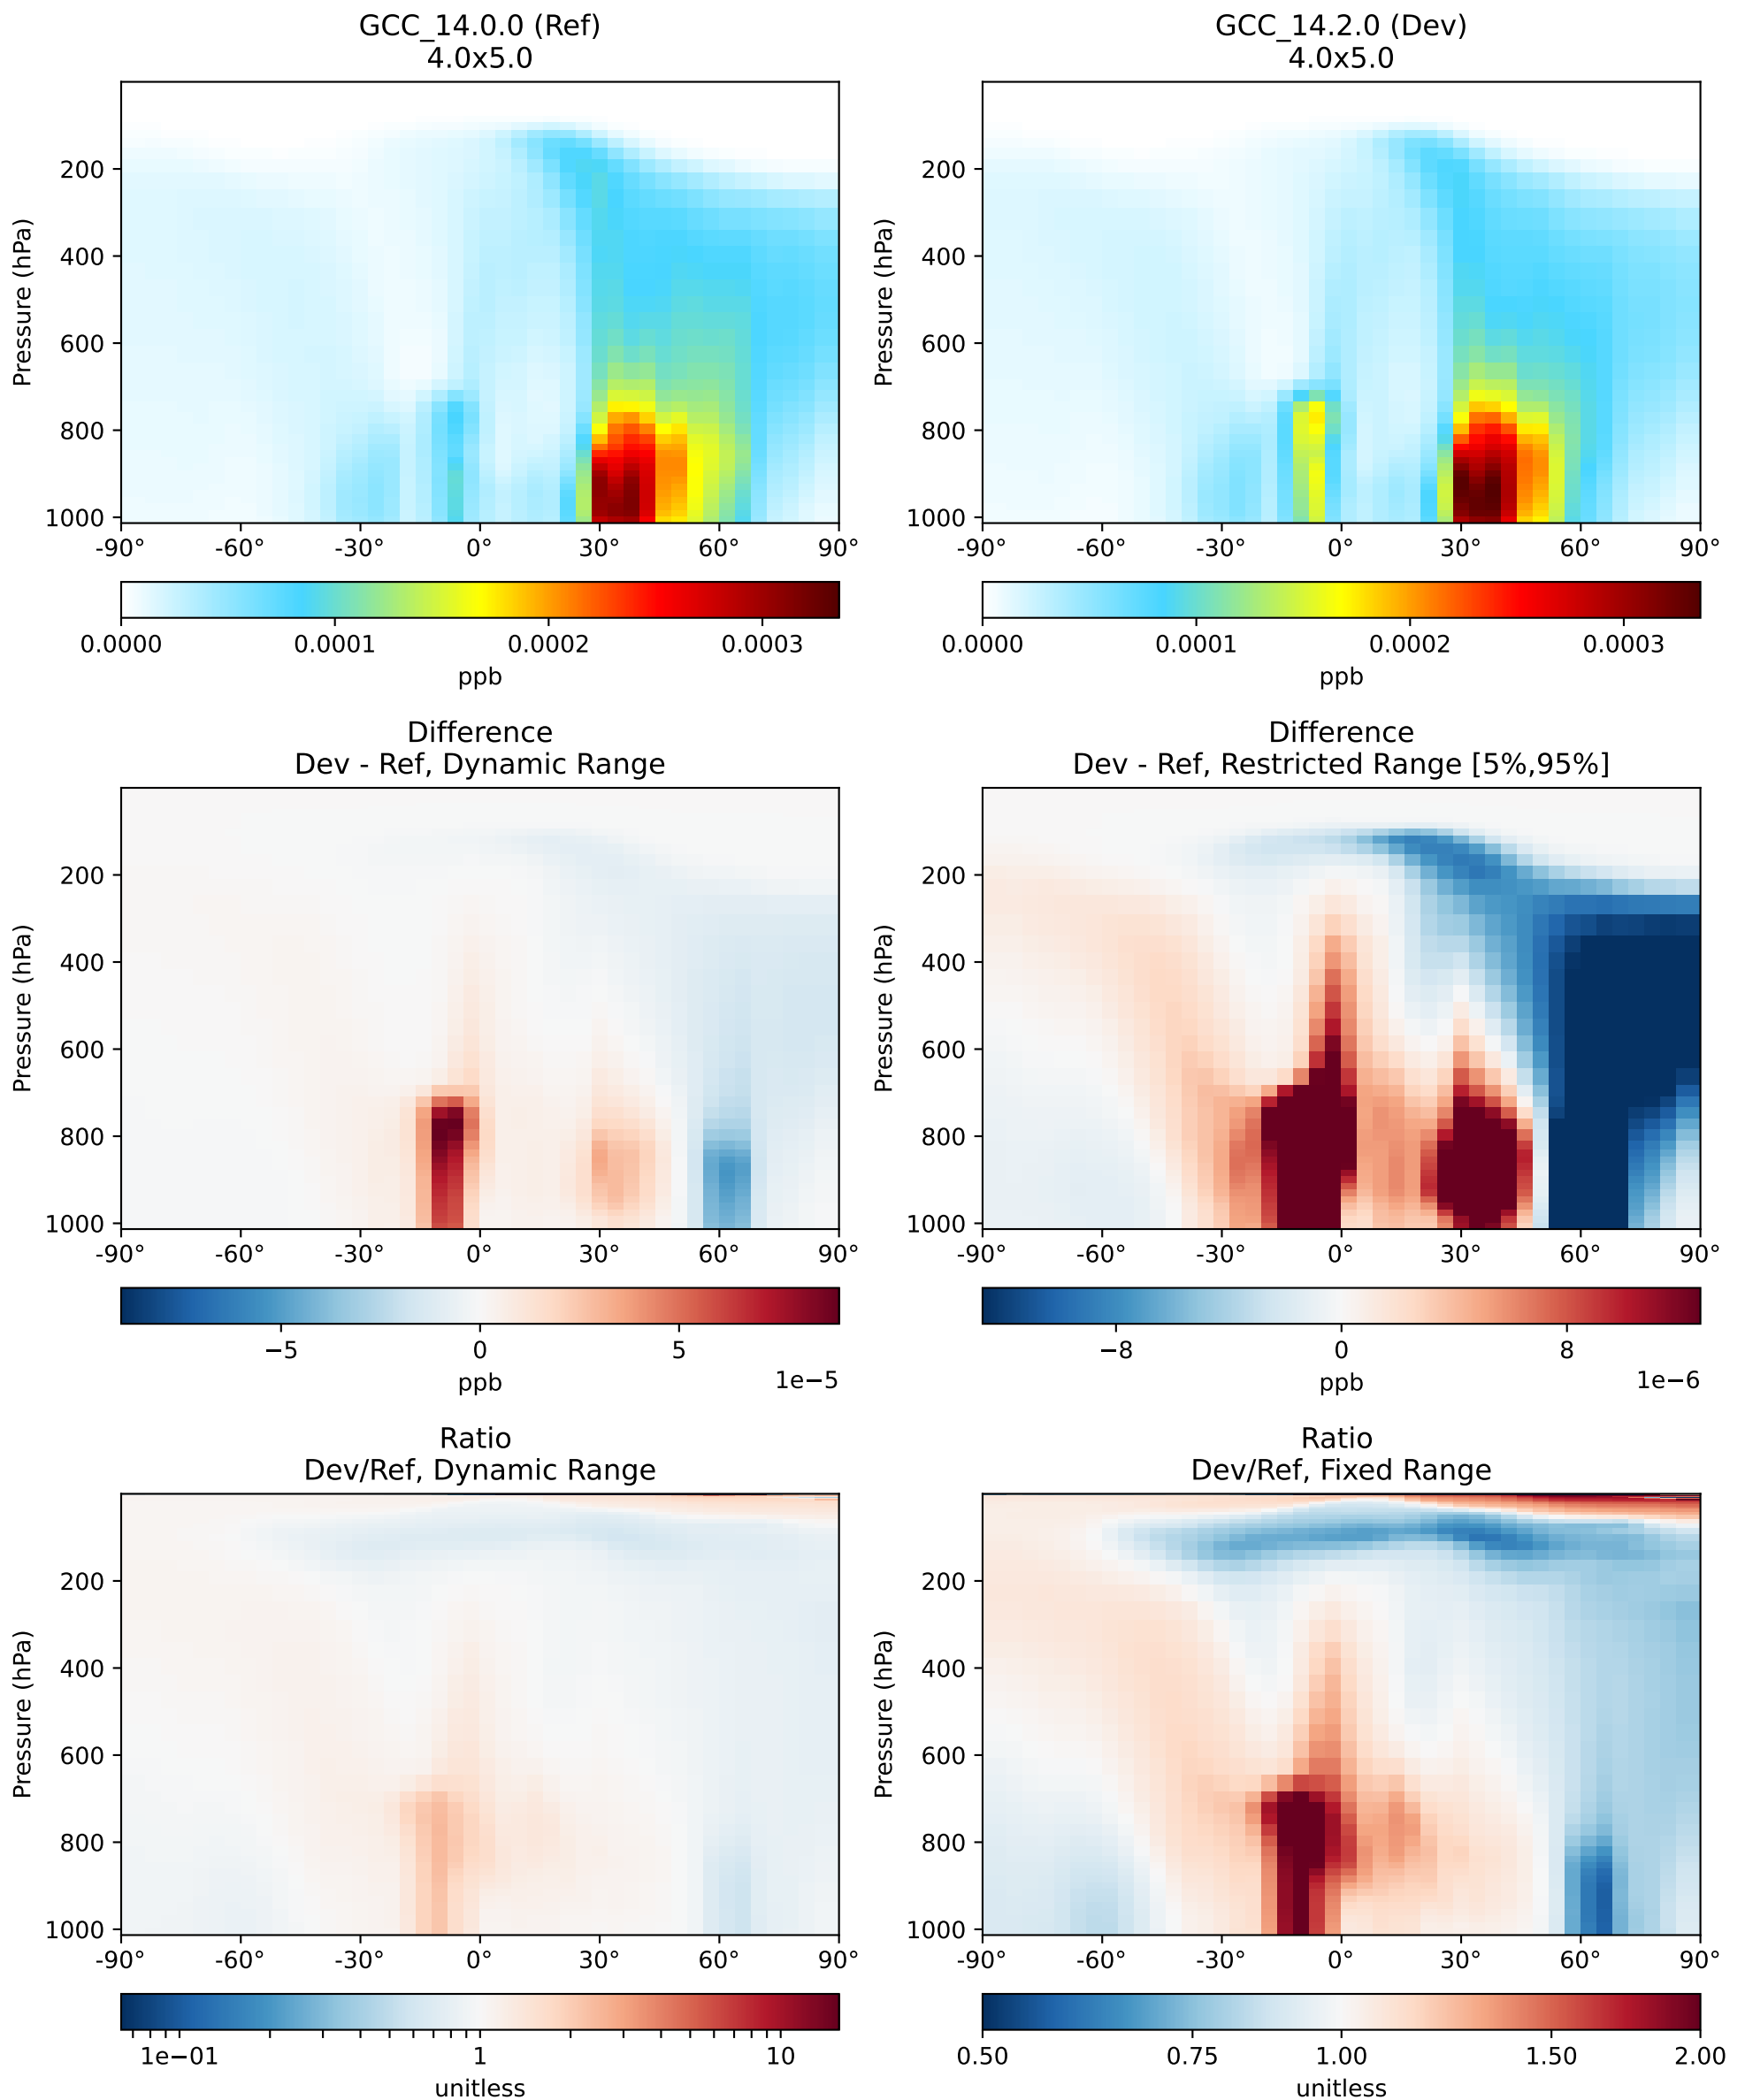 GCC_14.0.0 (Ref)
4.0x5.0
Pressure (hPa)
200
400
600
800
1000
-90° -60° -30° 0° 30° 60° 90°
0.0000 0.0001 0.0002 0.0003
ppb
GCC_14.2.0 (Dev)
4.0x5.0
Pressure (hPa)
200
400
600
800
1000
-90° -60° -30° 0° 30° 60° 90°
0.0000 0.0001 0.0002 0.0003
ppb
Difference
Dev - Ref, Dynamic Range
Pressure (hPa)
200
400
600
800
1000
-90° -60° -30° 0° 30° 60° 90°
−5 0 5
ppb 1e−5
Difference
Dev - Ref, Restricted Range [5%,95%]
Pressure (hPa)
200
400
600
800
1000
-90° -60° -30° 0° 30° 60° 90°
−8 0 8
ppb 1e−6
Ratio
Dev/Ref, Dynamic Range
Pressure (hPa)
200
400
600
800
1000
-90° -60° -30° 0° 30° 60° 90°
1e−01 1 10
unitless
Ratio
Dev/Ref, Fixed Range
Pressure (hPa)
200
400
600
800
1000
-90° -60° -30° 0° 30° 60° 90°
0.50 0.75 1.00 1.50 2.00
unitless